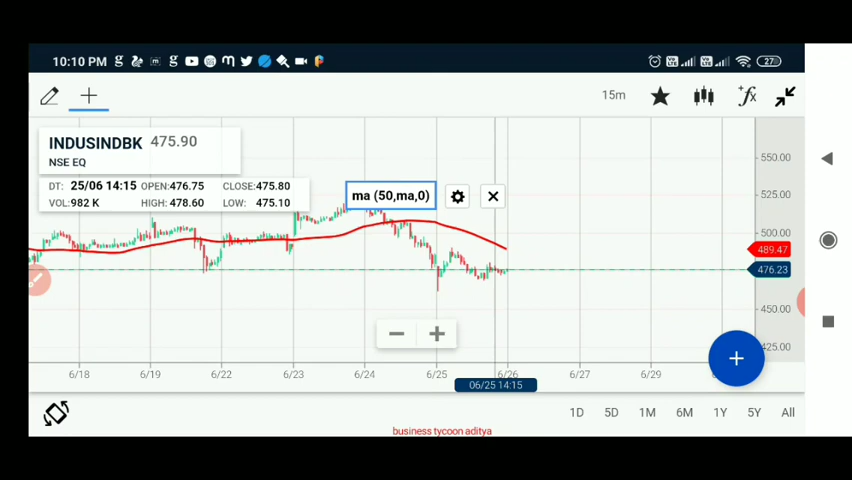 10:10 PM
27
15m
fx
INDUSINDBK 475.90
NSE EQ
DT: 25/06 14:15 OPEN:476.75 CLOSE:475.80
VOL:982 K HIGH: 478.60 LOW: 475.10
ma (50,ma,0)
550.00
525.00
500.00
489.47
476.23
450.00
425.00
6/18 6/19 6/22 6/23 6/24 6/25 6/26 6/27 6/29
06/25 14:15
1D 5D 1M 6M 1Y 5Y All
business tycoon aditya